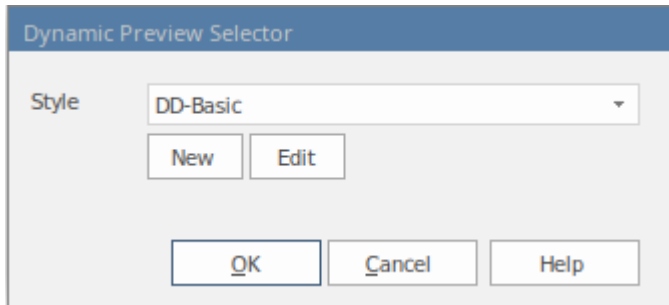 Dynamic Preview Selector
Style DD-Basic
New Edit
OK Cancel Help